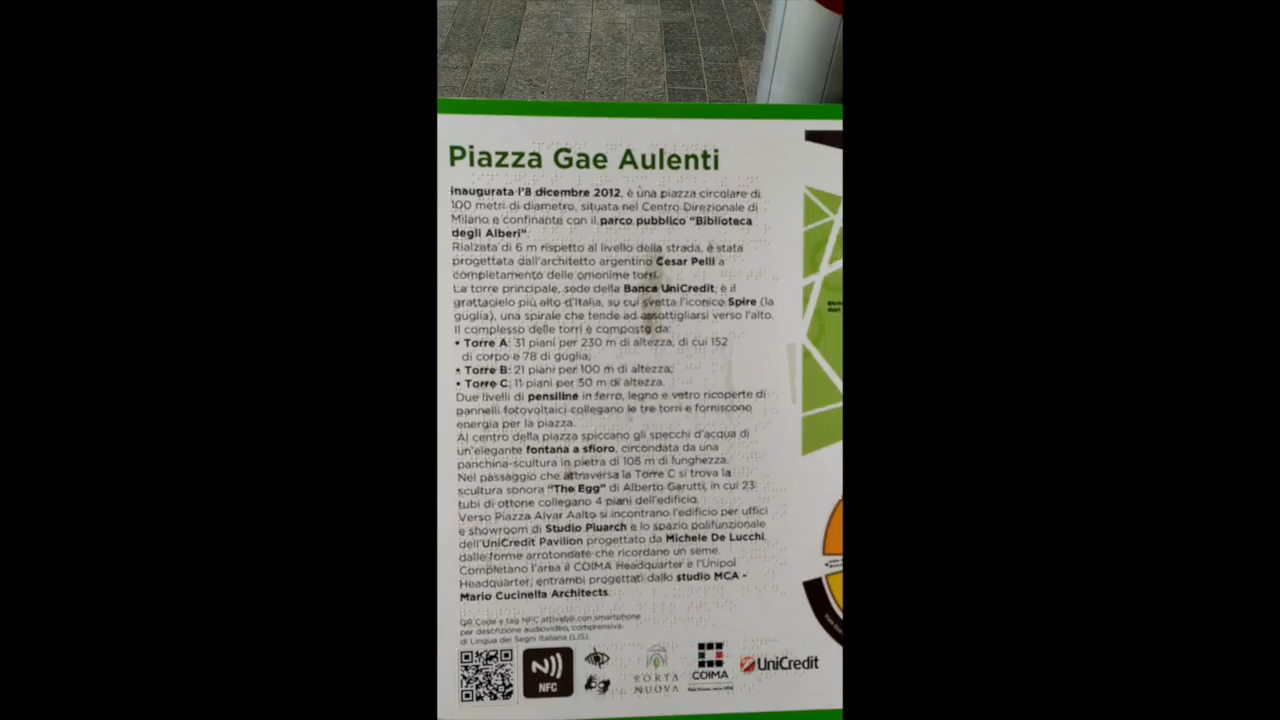 Piazza Gae Aulenti
Inaugurata l'8 dicembre 2012, è una piazza circolare di
100 metri di diametro, situata nel Centro Direzionale di
Milano e confinante con il parco pubblico "Biblioteca
degli Alberi".
Rialzata di 6 m rispetto al livello della strada, è stata
progettata dall'architetto argentino Cesar Pelli a
completamento delle omonime torri.
La torre principale, sede della Banca UniCredit, è il
grattacielo più alto d'Italia, su cui svetta l'iconico Spire (la
guglia), una spirale che tende ad assottigliarsi verso l'alto.
Il complesso delle torri è composto da:
• Torre A: 31 piani per 230 m di altezza, di cui 152
di corpo e 78 di guglia;
• Torre B: 21 piani per 100 m di altezza;
• Torre C: 11 piani per 50 m di altezza.
Due livelli di pensiline in ferro, legno e vetro ricoperte di
pannelli fotovoltaici collegano le tre torri e forniscono
energia per la piazza.
Al centro della piazza spiccano gli specchi d'acqua di
un'elegante fontana a sfioro, circondata da una
panchina-scultura in pietra di 105 m di lunghezza.
Nel passaggio che attraversa la Torre C si trova la
scultura sonora "The Egg" di Alberto Garutti, in cui 23
tubi di ottone collegano 4 piani dell'edificio.
Verso Piazza Alvar Aalto si incontrano l'edificio per uffici
e showroom di Studio Piuarch e lo spazio polifunzionale
dell'UniCredit Pavilion progettato da Michele De Lucchi,
dalle forme arrotondate che ricordano un seme.
Completano l'area il COIMA Headquarter e l'Unipol
Headquarter, entrambi progettati dallo studio MCA -
Mario Cucinella Architects.
QR Code e tag NFC attivabili con smartphone
per descrizione audiovideo, comprensiva
di Lingua dei Segni Italiana (LIS).
NFC
PORTA
NUOVA
COIMA
UniCredit